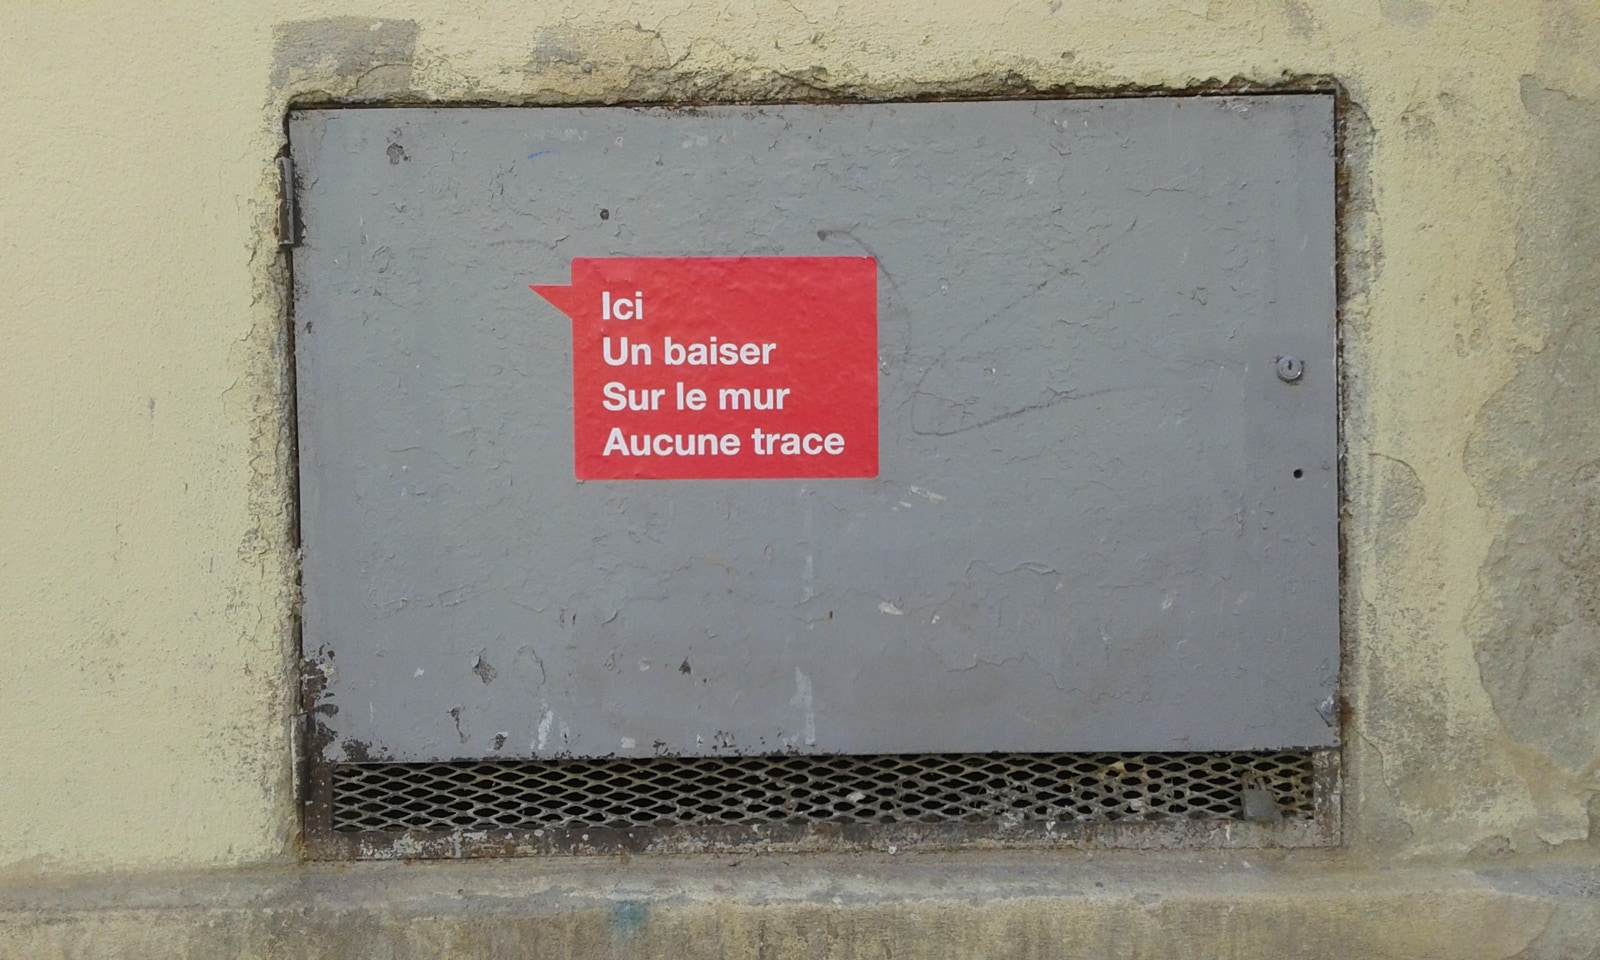 Ici
Un baiser
Sur le mur
Aucune trace